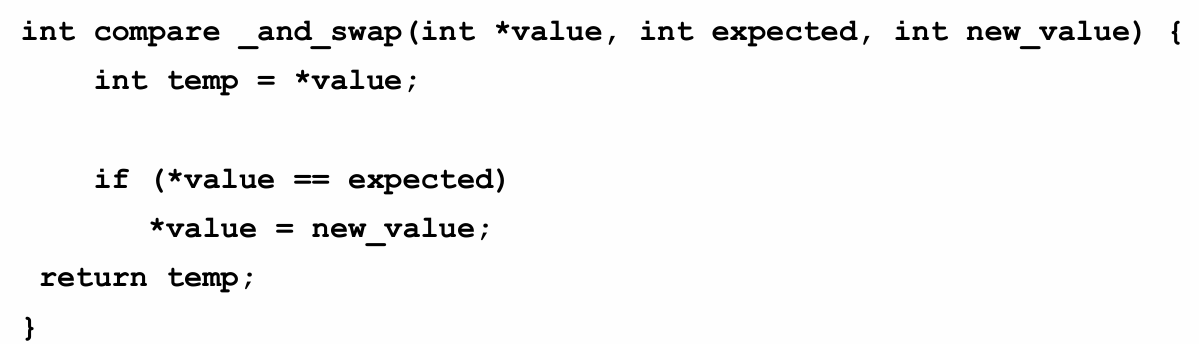 int compare _and_swap(int *value, int expected, int new_value) {
int temp = *value;
if (*value == expected)
*value = new_value;
return temp;
}